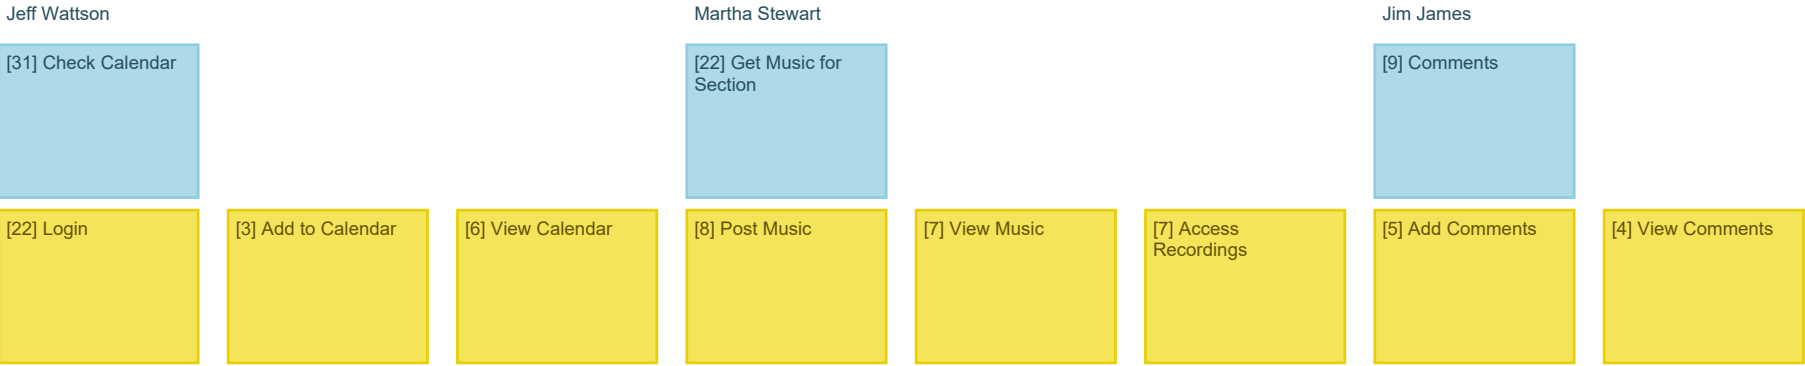 Jeff Wattson
Martha Stewart
Jim James
[31] Check Calendar
[22] Get Music for
Section
[9] Comments
[22] Login
[3] Add to Calendar
[6] View Calendar
[8] Post Music
[7] View Music
[7] Access
Recordings
[5] Add Comments
[4] View Comments